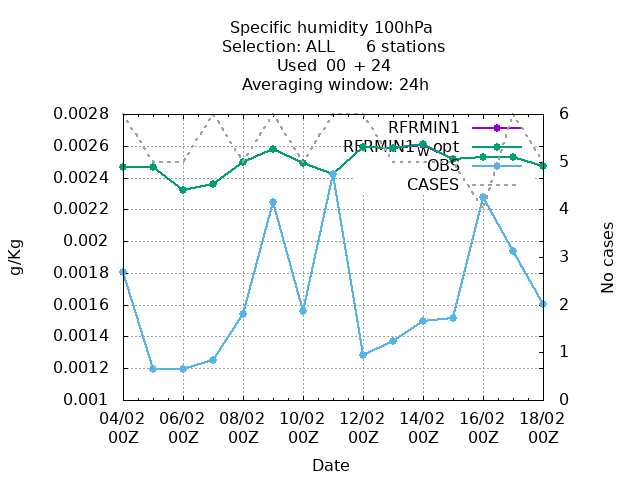 Specific humidity 100hPa
Selection: ALL 6 stations
Used 00 + 24
Averaging window: 24h
0.0028
0.0026
0.0024
0.0022
0.002
0.0018
0.0016
0.0014
0.0012
0.001
g/Kg
RFRMIN1
RFRMIN1w opt
OBS
CASES
6
5
4
3
2
1
0
No cases
04/02 06/02 08/02 10/02 12/02 14/02 16/02 18/02
00Z 00Z 00Z 00Z 00Z 00Z 00Z 00Z
Date